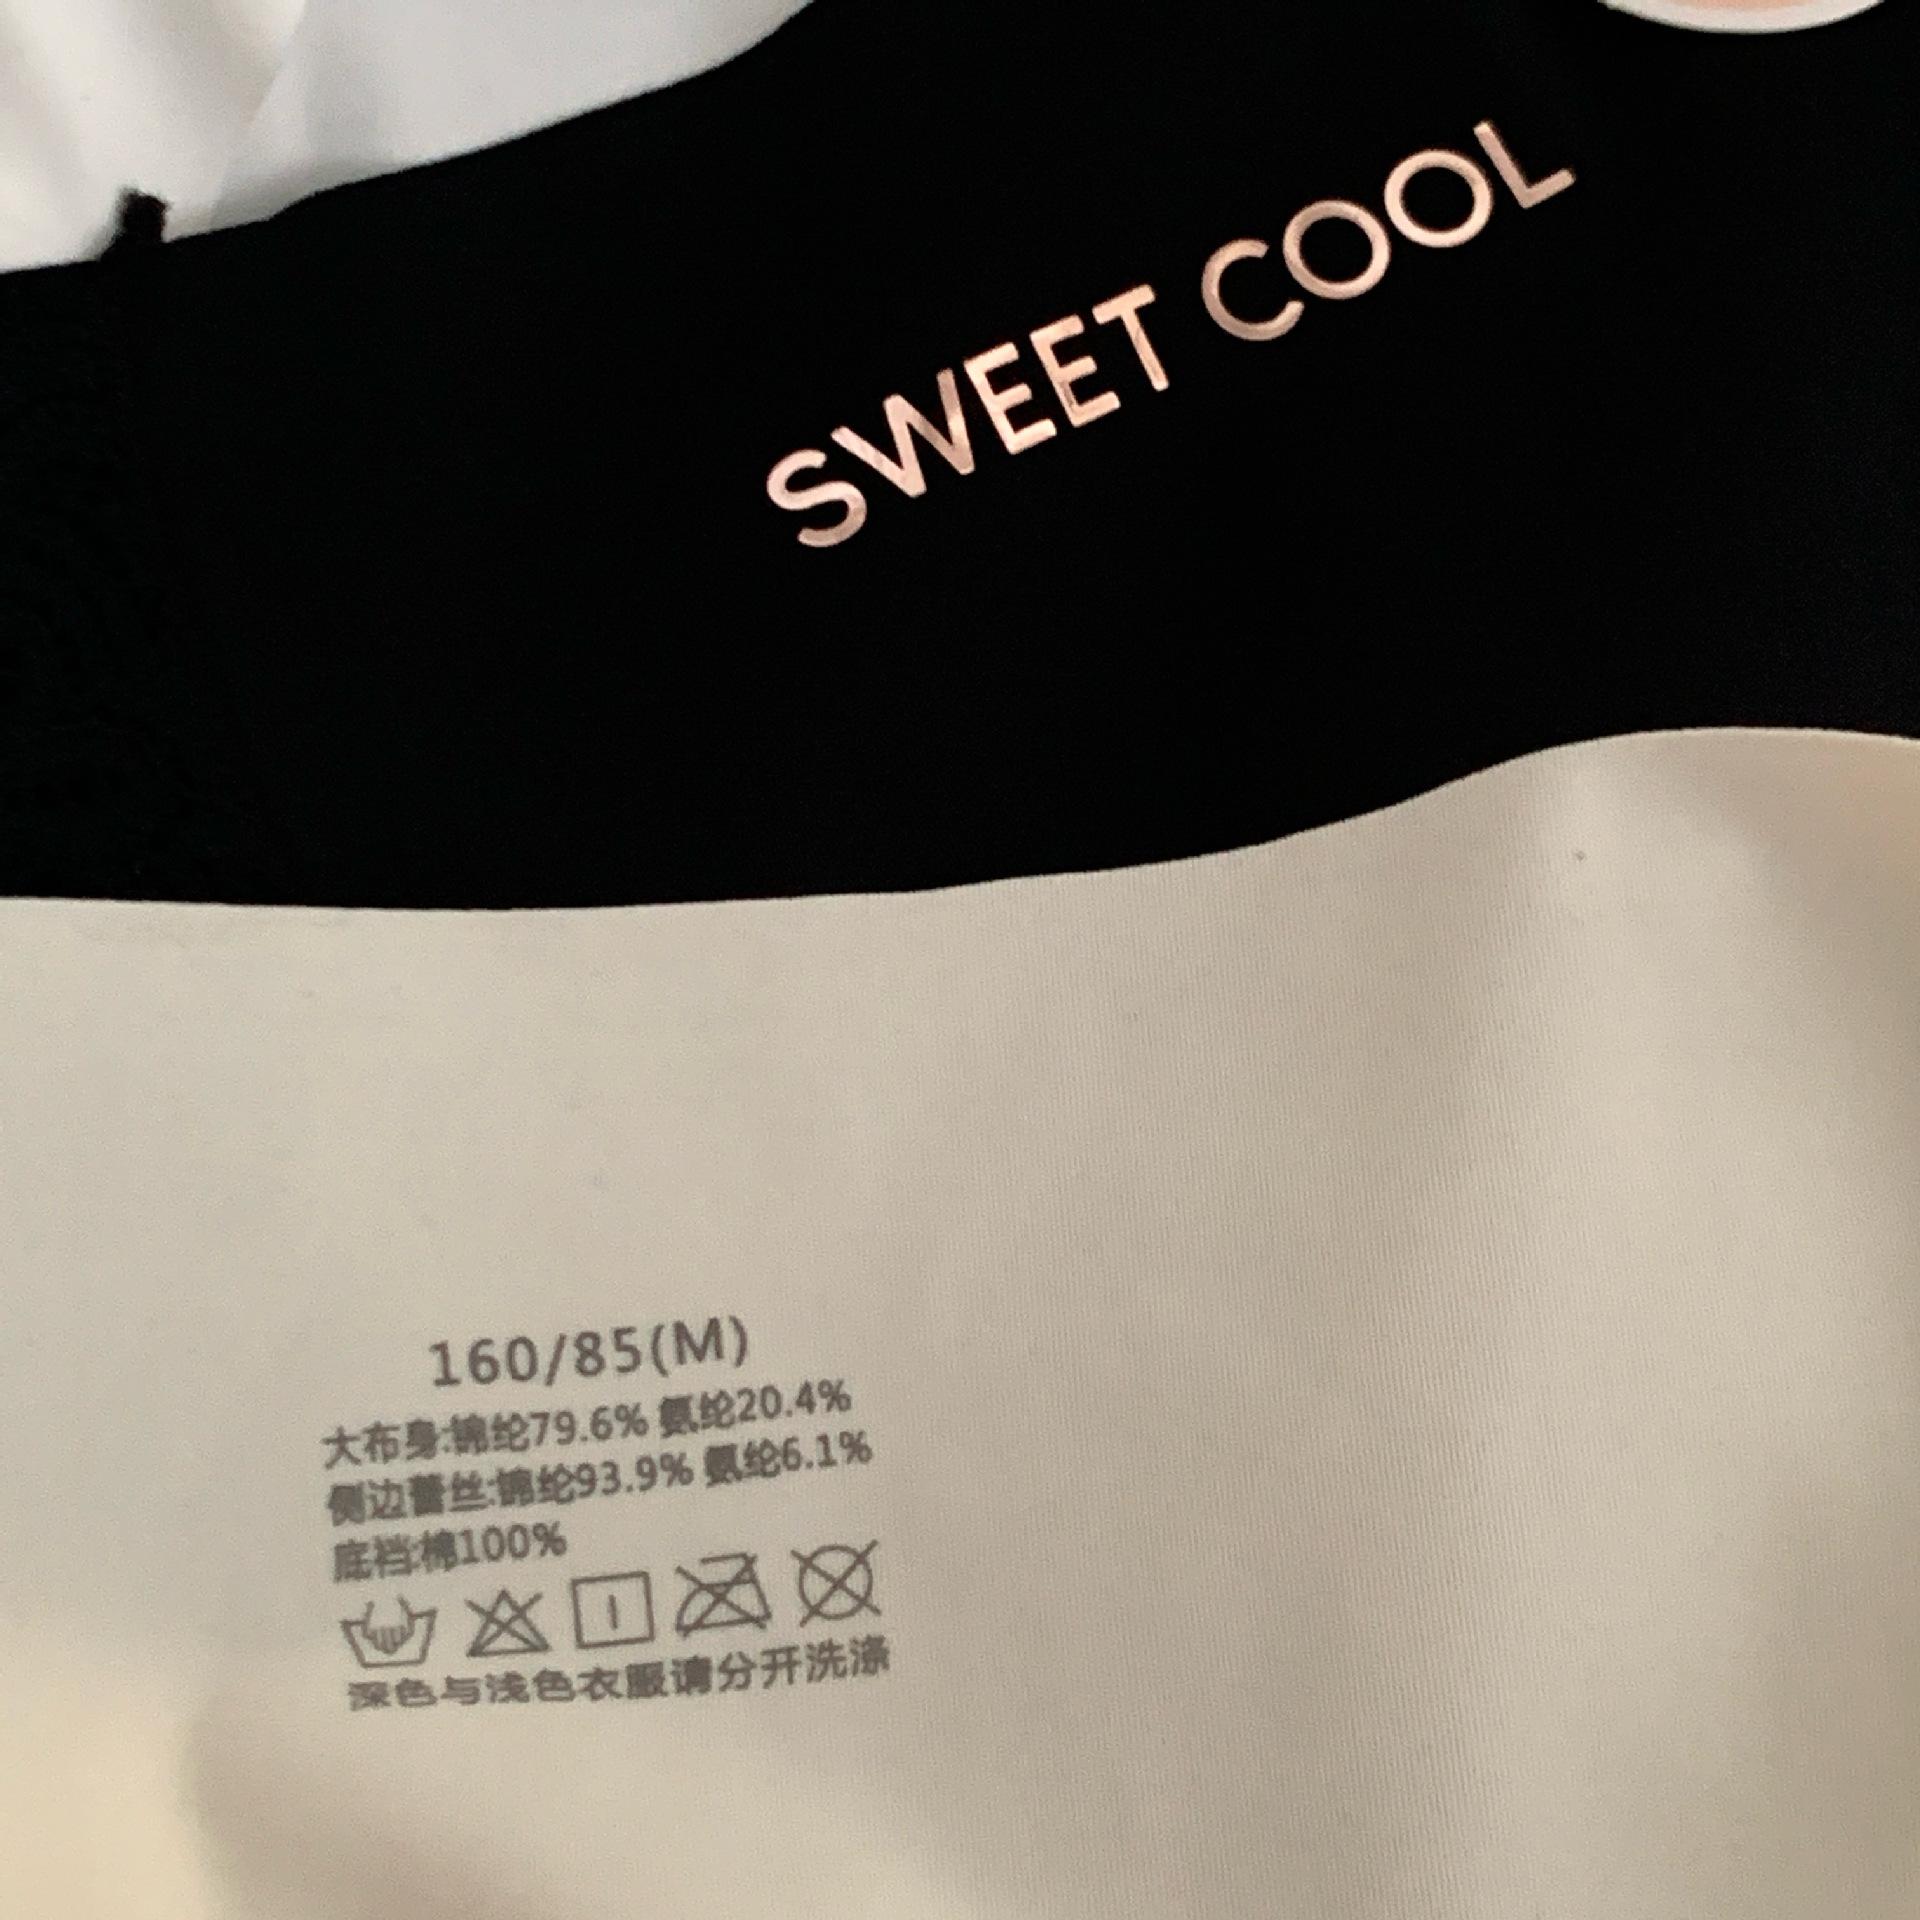 SWEET COOL
160/85(M)
大布身:锦纶79.6% 氨纶20.4%
侧边蕾丝:锦纶93.9% 氨纶6.1%
底裆:棉100%
深色与浅色衣服请分开洗涤